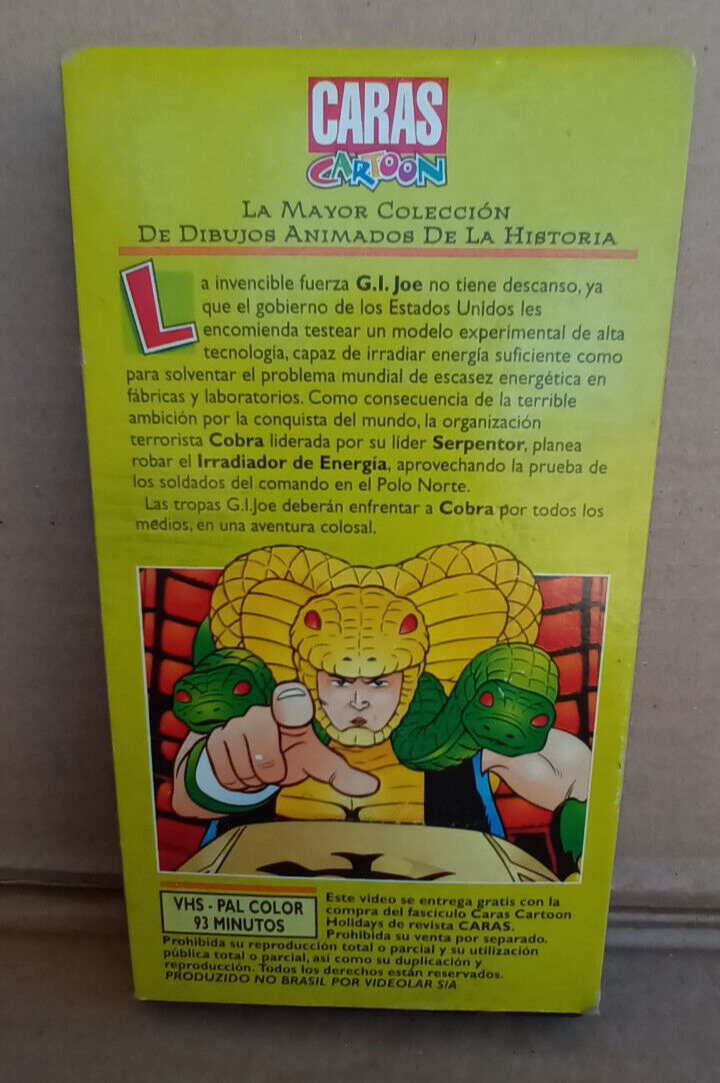 CARAS
CARTOON
LA MAYOR COLECCIÓN
DE DIBUJOS ANIMADOS DE LA HISTORIA
La invencible fuerza G.I. Joe no tiene descanso, ya
que el gobierno de los Estados Unidos les
encomienda testear un modelo experimental de alta
tecnología, capaz de irradiar energía suficiente como
para solventar el problema mundial de escasez energética en
fábricas y laboratorios. Como consecuencia de la terrible
ambición por la conquista del mundo, la organización
terrorista Cobra liderada por su líder Serpentor, planea
robar el Irradiador de Energía, aprovechando la prueba de
los soldados del comando en el Polo Norte.
Las tropas G.I.Joe deberán enfrentar a Cobra por todos los
medios, en una aventura colosal.
VHS - PAL COLOR
93 MINUTOS
Este video se entrega gratis con la
compra del fascículo Caras Cartoon
Holidays de revista CARAS.
Prohibida su venta por separado.
Prohibida su reproducción total o parcial y su utilización
pública total o parcial, así como su duplicación y
reproducción. Todos los derechos están reservados.
PRODUZIDO NO BRASIL POR VIDEOLAR S/A